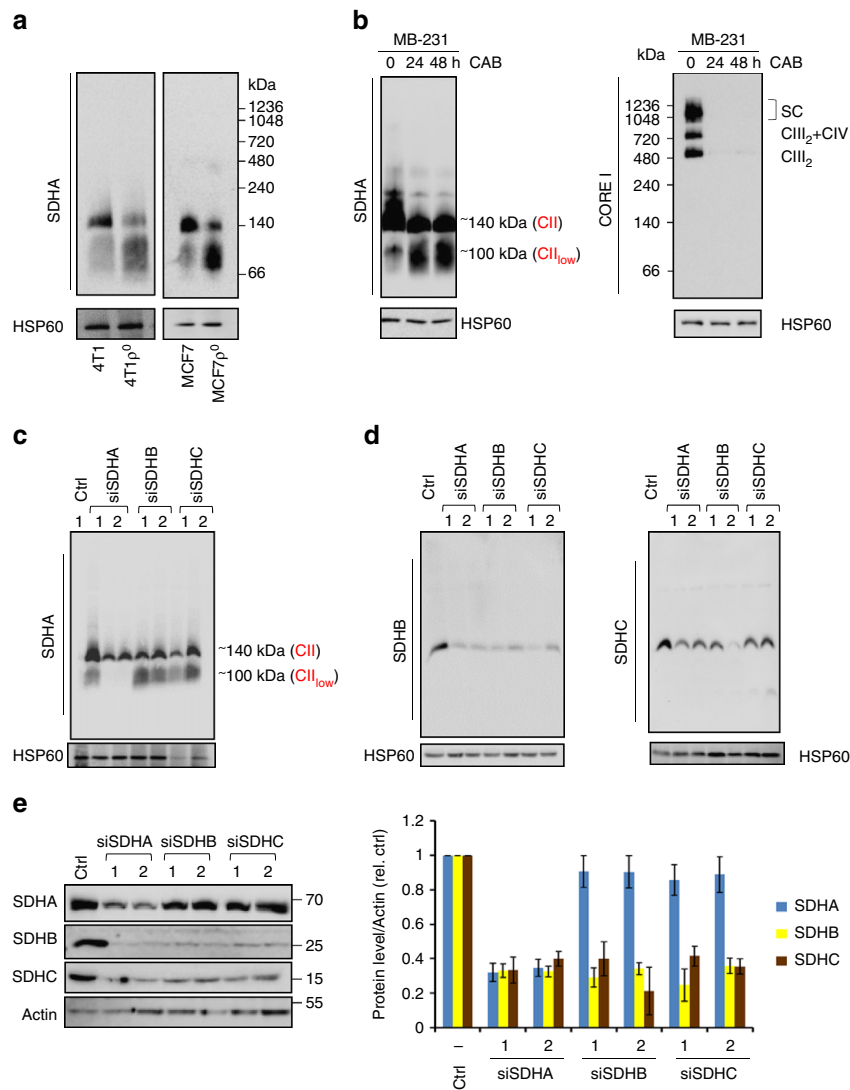 a
SDHA
kDa
1236
1048
720
480
240
140
66
HSP60
4T1
4T1ρ⁰
MCF7
MCF7ρ⁰
b
MB-231
0 24 48 h CAB
SDHA
~140 kDa (CII)
~100 kDa (CIIlow)
HSP60
MB-231
kDa
0 24 48 h CAB
CORE I
1236
1048
720
480
240
140
66
SC
CIII₂+CIV
CIII₂
HSP60
c
Ctrl siSDHA siSDHB siSDHC
1 1 2 1 2 1 2
SDHA
~140 kDa (CII)
~100 kDa (CIIlow)
HSP60
d
Ctrl siSDHA siSDHB siSDHC
1 2 1 2 1 2
SDHB
HSP60
Ctrl siSDHA siSDHB siSDHC
1 2 1 2 1 2
SDHC
HSP60
e
Ctrl siSDHA siSDHB siSDHC
1 2 1 2 1 2
SDHA 70
SDHB 25
SDHC 15
Actin 55
Protein level/Actin (rel. ctrl)
1.2
1
0.8
0.6
0.4
0.2
0
– 1 2 1 2 1 2
Ctrl siSDHA siSDHB siSDHC
SDHA
SDHB
SDHC